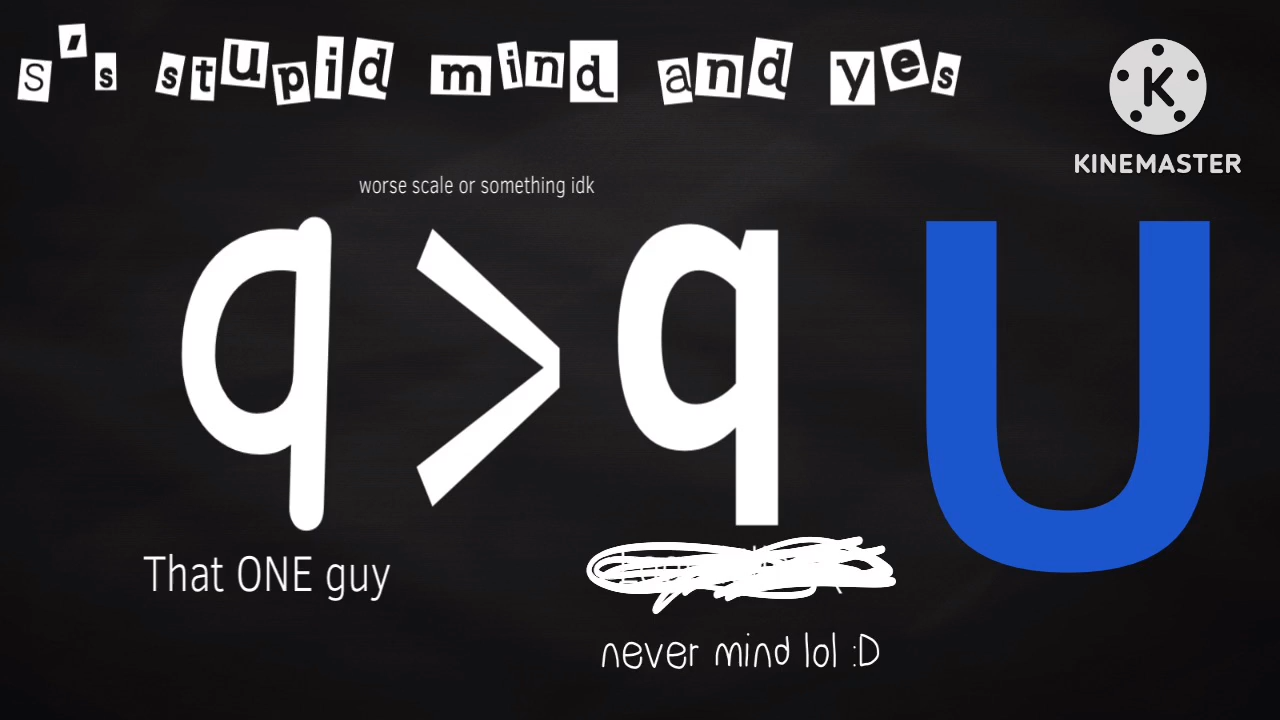 s's stupid mind and yes
K
KINEMASTER
worse scale or something idk
q > q U
That ONE guy
never mind lol :D